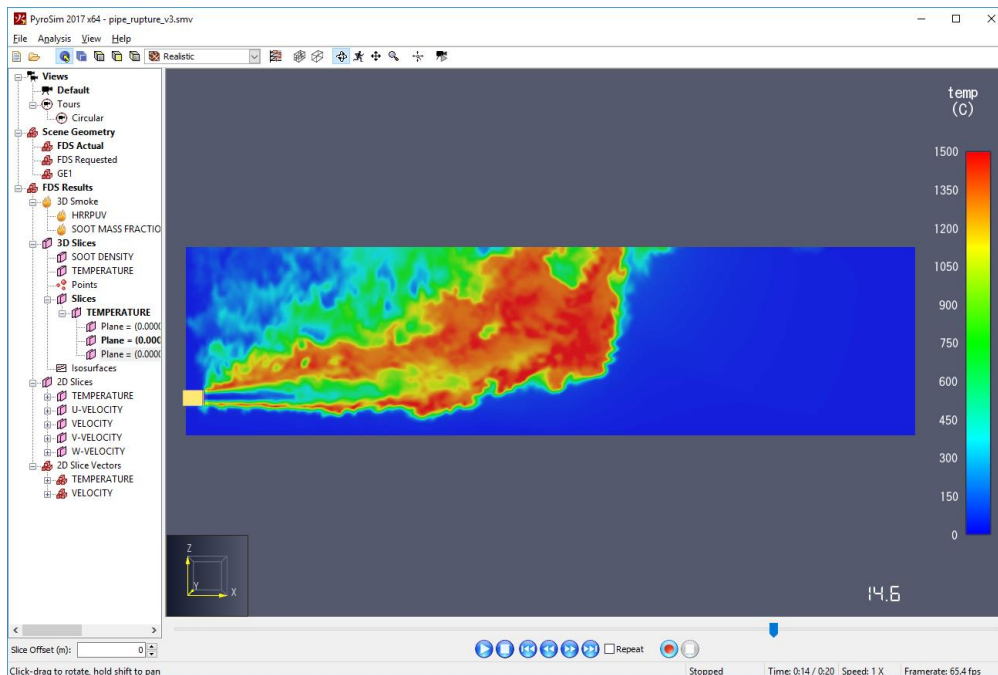 PyroSim 2017 x64 - pipe_rupture_v3.smv
File Analysis View Help
Realistic
Views
Default
Tours
Circular
Scene Geometry
FDS Actual
FDS Requested
GE1
FDS Results
3D Smoke
HRRPUV
SOOT MASS FRACTIO
3D Slices
SOOT DENSITY
TEMPERATURE
Points
Slices
TEMPERATURE
Plane = (0.000(
Plane = (0.000
Plane = (0.000(
Isosurfaces
2D Slices
TEMPERATURE
U-VELOCITY
VELOCITY
V-VELOCITY
W-VELOCITY
2D Slice Vectors
TEMPERATURE
VELOCITY
temp
(C)
1500
1350
1200
1050
900
750
600
450
300
150
0
Z
Y
X
14.6
Slice Offset (m): 0
Repeat
Click-drag to rotate, hold shift to pan
Stopped Time: 0:14 / 0:20 Speed: 1 X Framerate: 65.4 fps